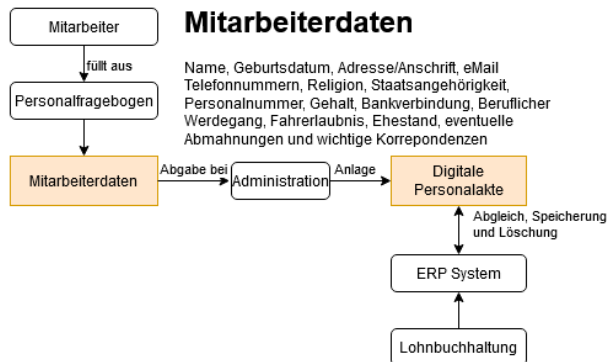 Mitarbeiter
Mitarbeiterdaten
füllt aus
Name, Geburtsdatum, Adresse/Anschrift, eMail
Telefonnummern, Religion, Staatsangehörigkeit,
Personalnummer, Gehalt, Bankverbindung, Beruflicher
Werdegang, Fahrerlaubnis, Ehestand, eventuelle
Abmahnungen und wichtige Korrepondenzen
Personalfragebogen
Mitarbeiterdaten
Abgabe bei
Administration
Anlage
Digitale
Personalakte
Abgleich, Speicherung
und Löschung
ERP System
Lohnbuchhaltung